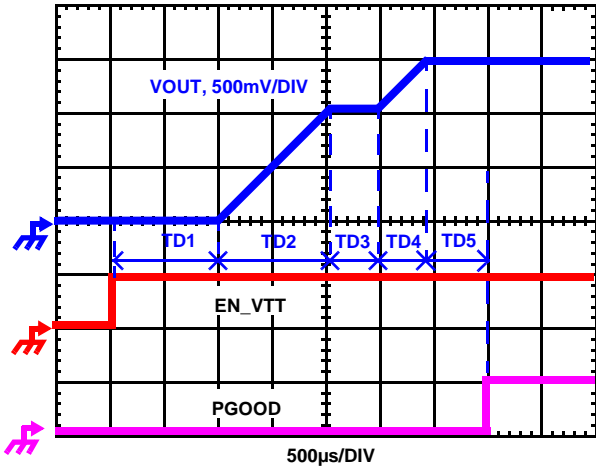 VOUT, 500mV/DIV
TD1 TD2 TD3 TD4 TD5
EN_VTT
PGOOD
500µs/DIV